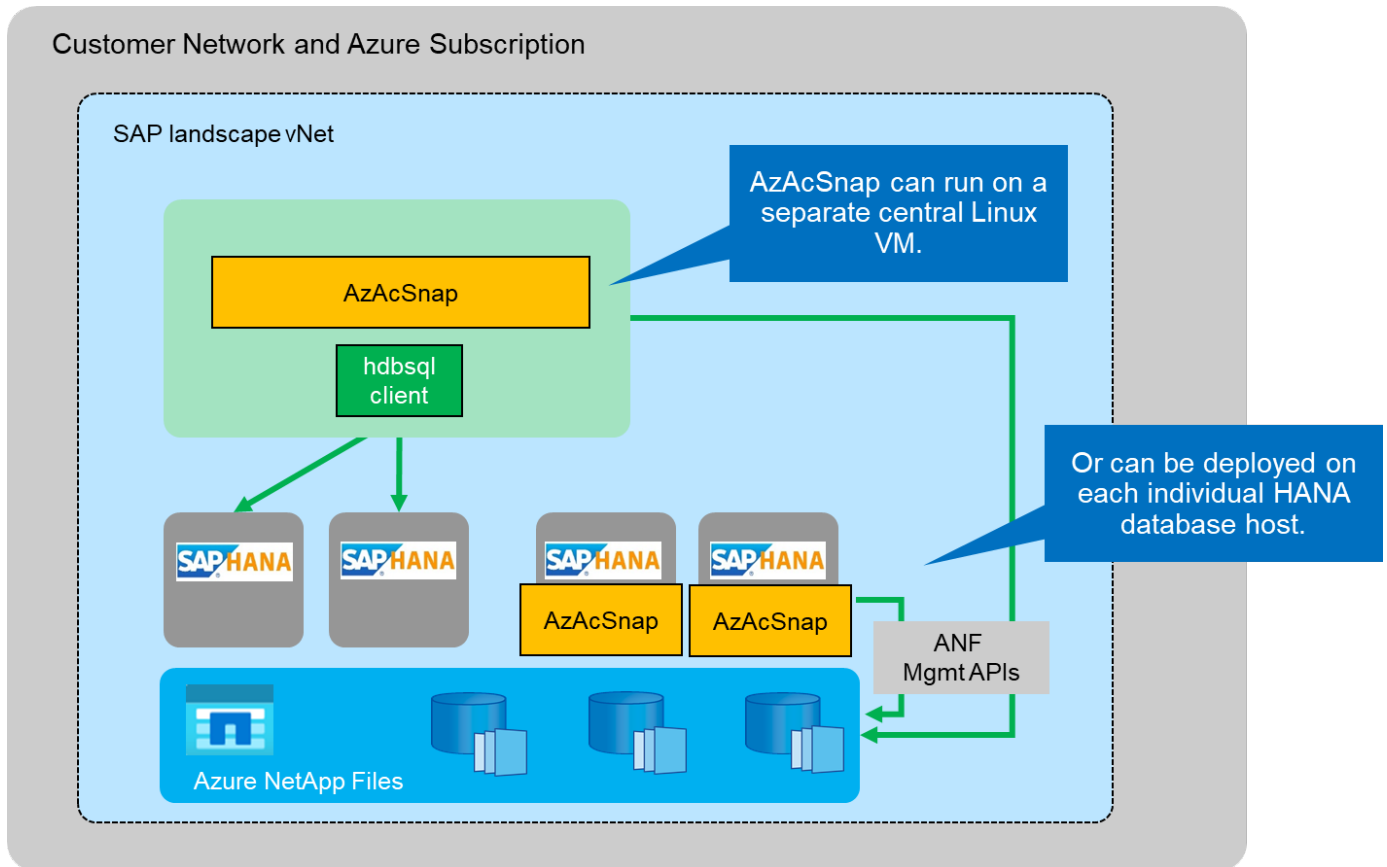 Customer Network and Azure Subscription
SAP landscape vNet
AzAcSnap can run on a
separate central Linux
VM.
AzAcSnap
hdbsql
client
Or can be deployed on
each individual HANA
database host.
SAP HANA
SAP HANA
SAP HANA
SAP HANA
AzAcSnap
AzAcSnap
ANF
Mgmt APIs
Azure NetApp Files